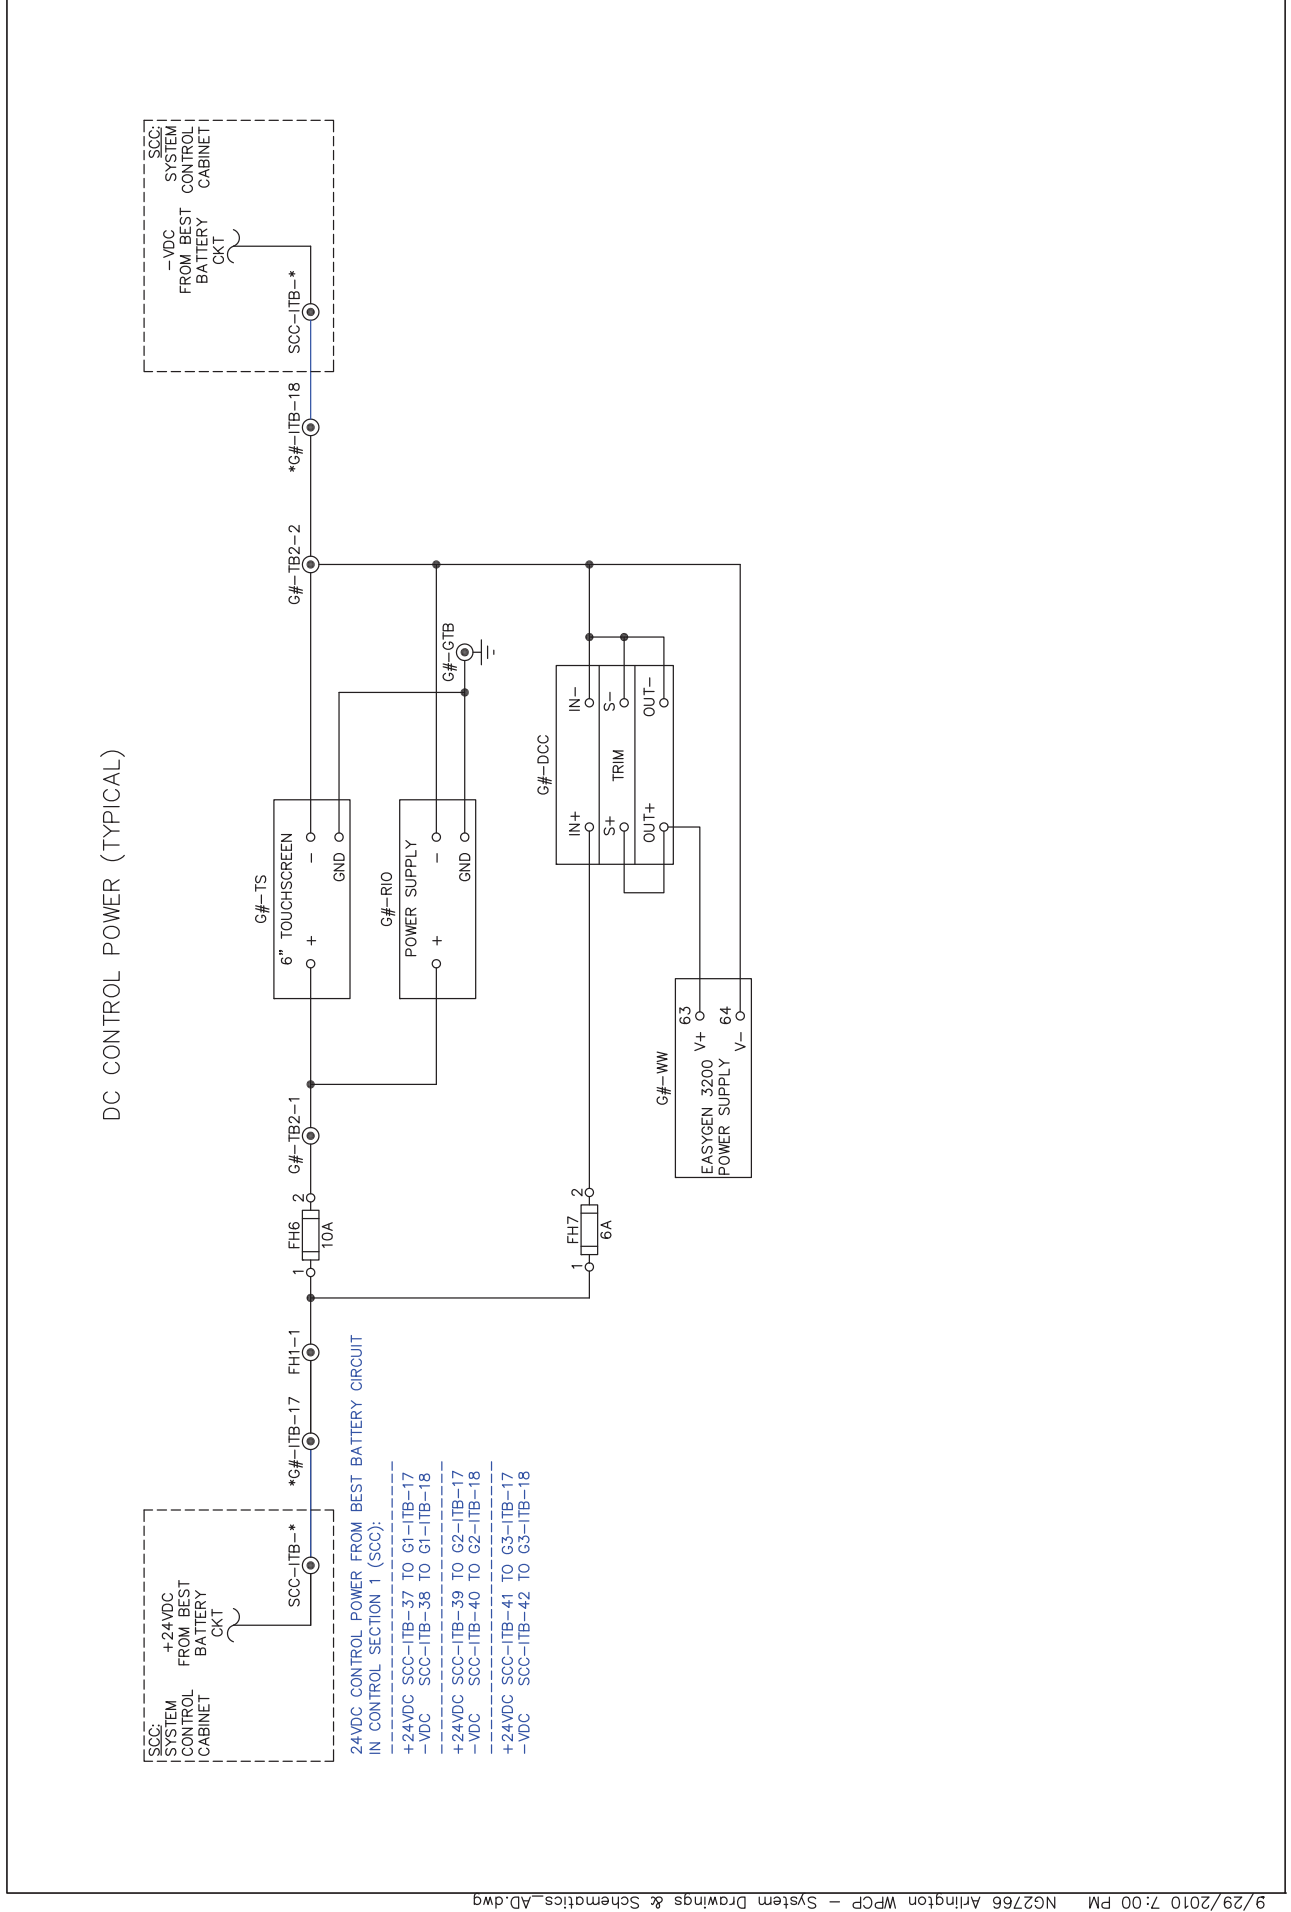 DC CONTROL POWER (TYPICAL)
SCC:
SYSTEM
CONTROL
CABINET
+24VDC
FROM BEST
BATTERY
CKT
SCC-ITB-*
*G#-ITB-17
FH1-1
1
FH6
10A
2
G#-TB2-1
G#-TS
6" TOUCHSCREEN
+
-
GND
G#-TB2-2
*G#-ITB-18
SCC-ITB-*
-VDC
FROM BEST
BATTERY
CKT
SCC:
SYSTEM
CONTROL
CABINET
G#-RIO
POWER SUPPLY
+
-
GND
G#-GTB
24VDC CONTROL POWER FROM BEST BATTERY CIRCUIT
IN CONTROL SECTION 1 (SCC):
+24VDC SCC-ITB-37 TO G1-ITB-17
-VDC SCC-ITB-38 TO G1-ITB-18
+24VDC SCC-ITB-39 TO G2-ITB-17
-VDC SCC-ITB-40 TO G2-ITB-18
+24VDC SCC-ITB-41 TO G3-ITB-17
-VDC SCC-ITB-42 TO G3-ITB-18
1
FH7
6A
2
G#-DCC
IN+
IN-
S+
TRIM
S-
OUT+
OUT-
G#-WW
EASYGEN 3200
POWER SUPPLY
63
V+
64
V-
9/29/2010 7:00 PM NG2766 Arlington WPCP - System Drawings & Schematics_AD.dwg